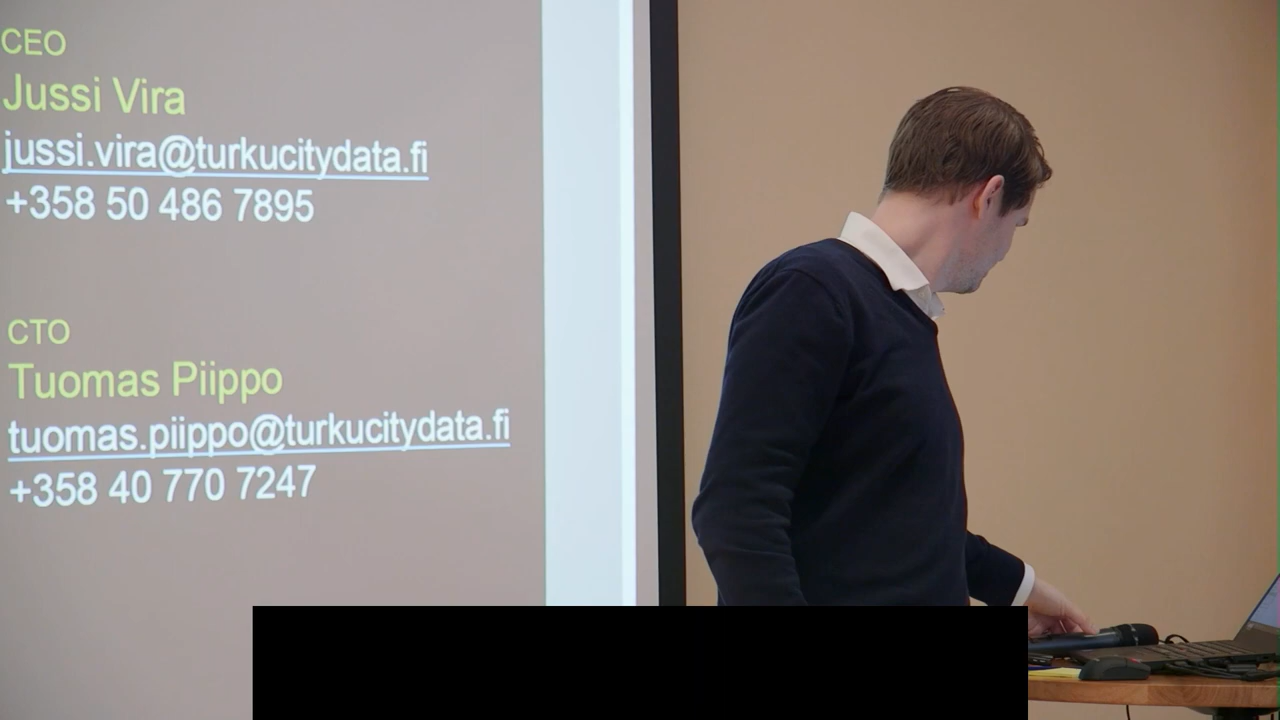 CEO
Jussi Vira
jussi.vira@turkucitydata.fi
+358 50 486 7895
CTO
Tuomas Piippo
tuomas.piippo@turkucitydata.fi
+358 40 770 7247